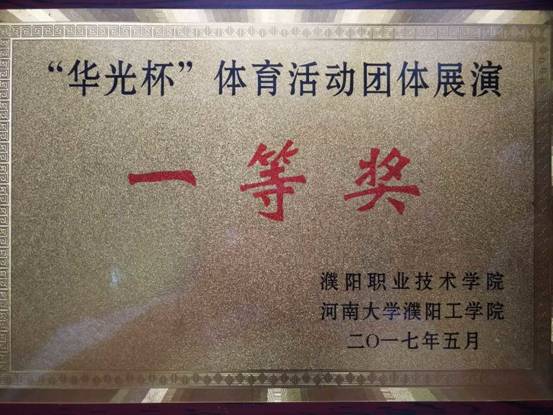 “华光杯”体育活动团体展演
一等奖
濮阳职业技术学院
河南大学濮阳工学院
二〇一七年五月